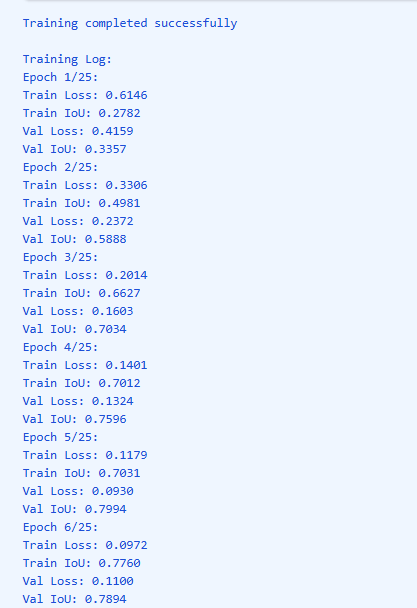 Training completed successfully
Training Log:
Epoch 1/25:
Train Loss: 0.6146
Train IoU: 0.2782
Val Loss: 0.4159
Val IoU: 0.3357
Epoch 2/25:
Train Loss: 0.3306
Train IoU: 0.4981
Val Loss: 0.2372
Val IoU: 0.5888
Epoch 3/25:
Train Loss: 0.2014
Train IoU: 0.6627
Val Loss: 0.1603
Val IoU: 0.7034
Epoch 4/25:
Train Loss: 0.1401
Train IoU: 0.7012
Val Loss: 0.1324
Val IoU: 0.7596
Epoch 5/25:
Train Loss: 0.1179
Train IoU: 0.7031
Val Loss: 0.0930
Val IoU: 0.7994
Epoch 6/25:
Train Loss: 0.0972
Train IoU: 0.7760
Val Loss: 0.1100
Val IoU: 0.7894